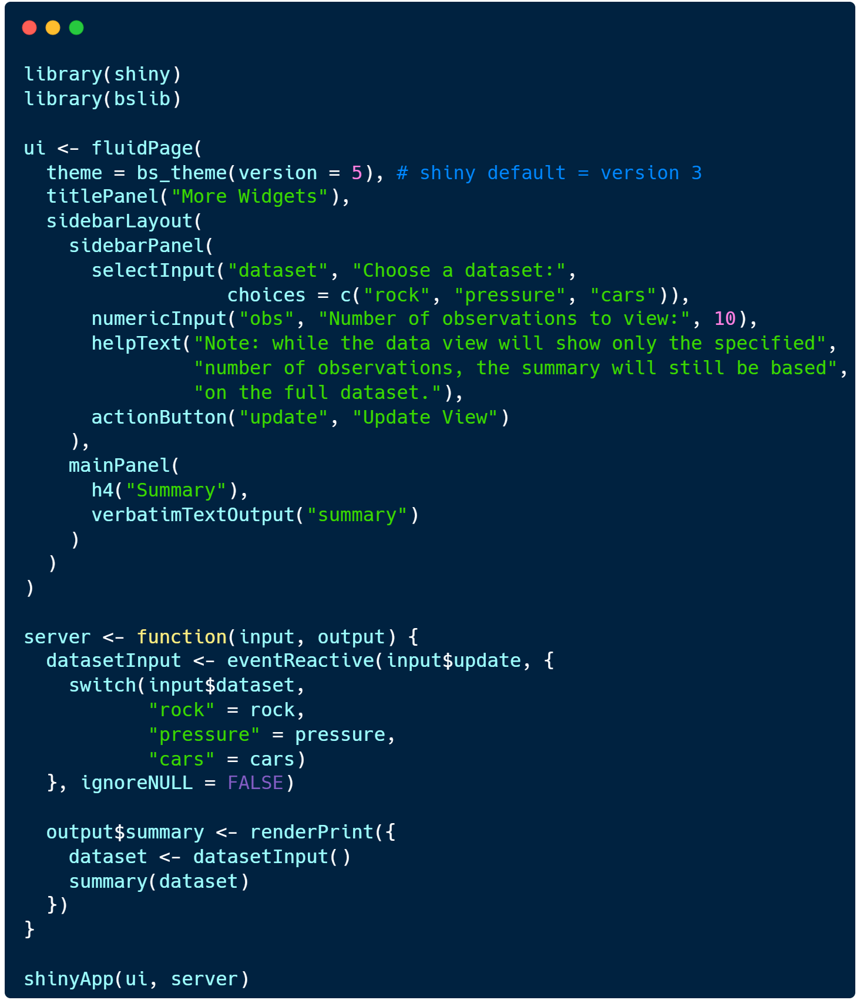 library(shiny)
library(bslib)

ui <- fluidPage(
  theme = bs_theme(version = 5), # shiny default = version 3
  titlePanel("More Widgets"),
  sidebarLayout(
    sidebarPanel(
      selectInput("dataset", "Choose a dataset:",
                  choices = c("rock", "pressure", "cars")),
      numericInput("obs", "Number of observations to view:", 10),
      helpText("Note: while the data view will show only the specified",
               "number of observations, the summary will still be based",
               "on the full dataset."),
      actionButton("update", "Update View")
    ),
    mainPanel(
      h4("Summary"),
      verbatimTextOutput("summary")
    )
  )
)

server <- function(input, output) {
  datasetInput <- eventReactive(input$update, {
    switch(input$dataset,
           "rock" = rock,
           "pressure" = pressure,
           "cars" = cars)
  }, ignoreNULL = FALSE)

  output$summary <- renderPrint({
    dataset <- datasetInput()
    summary(dataset)
  })
}

shinyApp(ui, server)